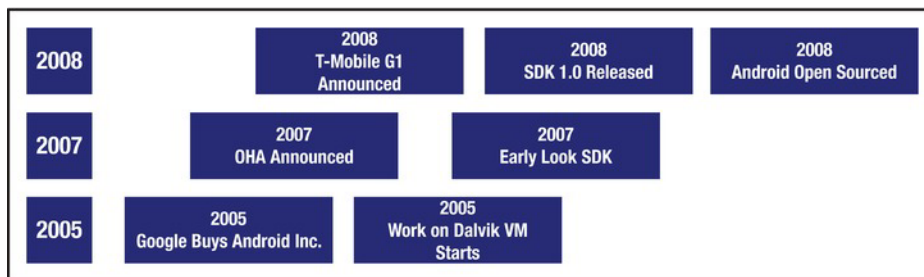 2008
2008
T-Mobile G1
Announced
2008
SDK 1.0 Released
2008
Android Open Sourced
2007
2007
OHA Announced
2007
Early Look SDK
2005
2005
Google Buys Android Inc.
2005
Work on Dalvik VM
Starts